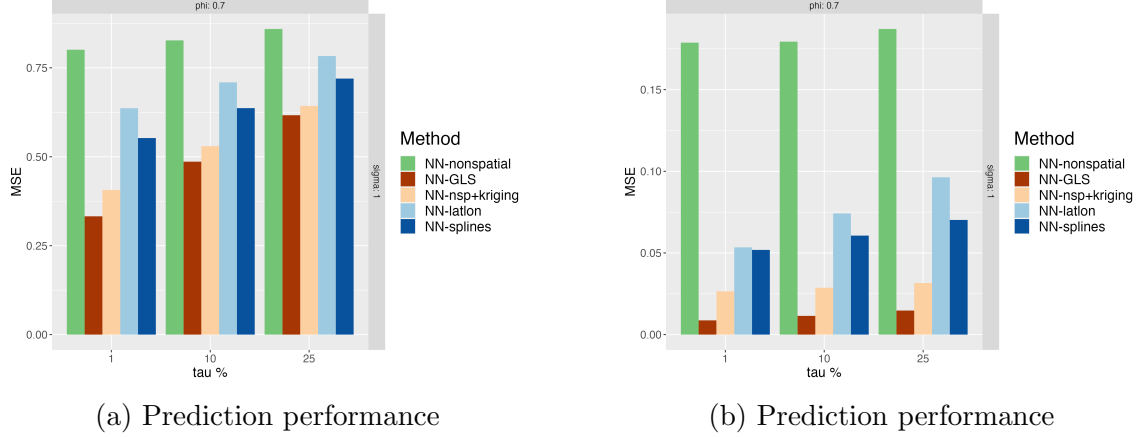 phi: 0.7
0.75
0.50
0.25
0.00
MSE
1
10
25
tau %
sigma: 1
Method
NN-nonspatial
NN-GLS
NN-nsp+kriging
NN-latlon
NN-splines
(a) Prediction performance
phi: 0.7
0.15
0.10
0.05
0.00
MSE
1
10
25
tau %
sigma: 1
Method
NN-nonspatial
NN-GLS
NN-nsp+kriging
NN-latlon
NN-splines
(b) Prediction performance